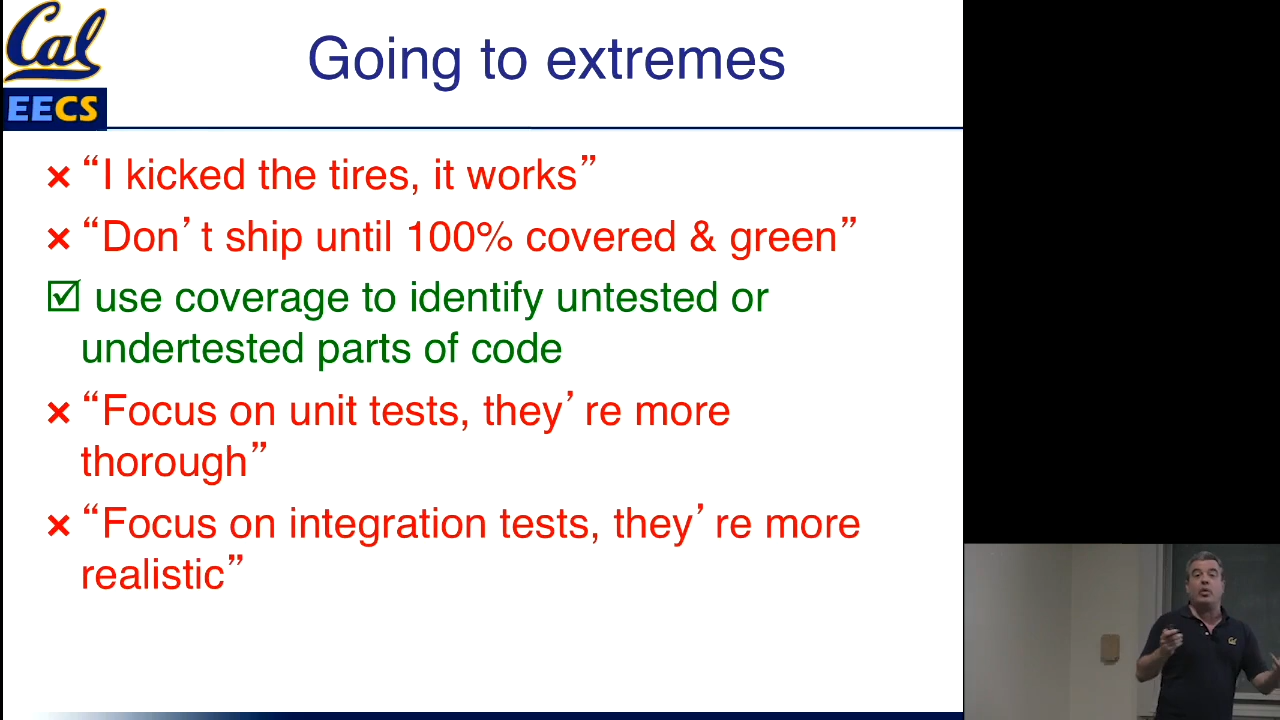 Cal
EECS
Going to extremes
× “I kicked the tires, it works”
× “Don’t ship until 100% covered & green”
☑ use coverage to identify untested or
undertested parts of code
× “Focus on unit tests, they’re more
thorough”
× “Focus on integration tests, they’re more
realistic”
Cal